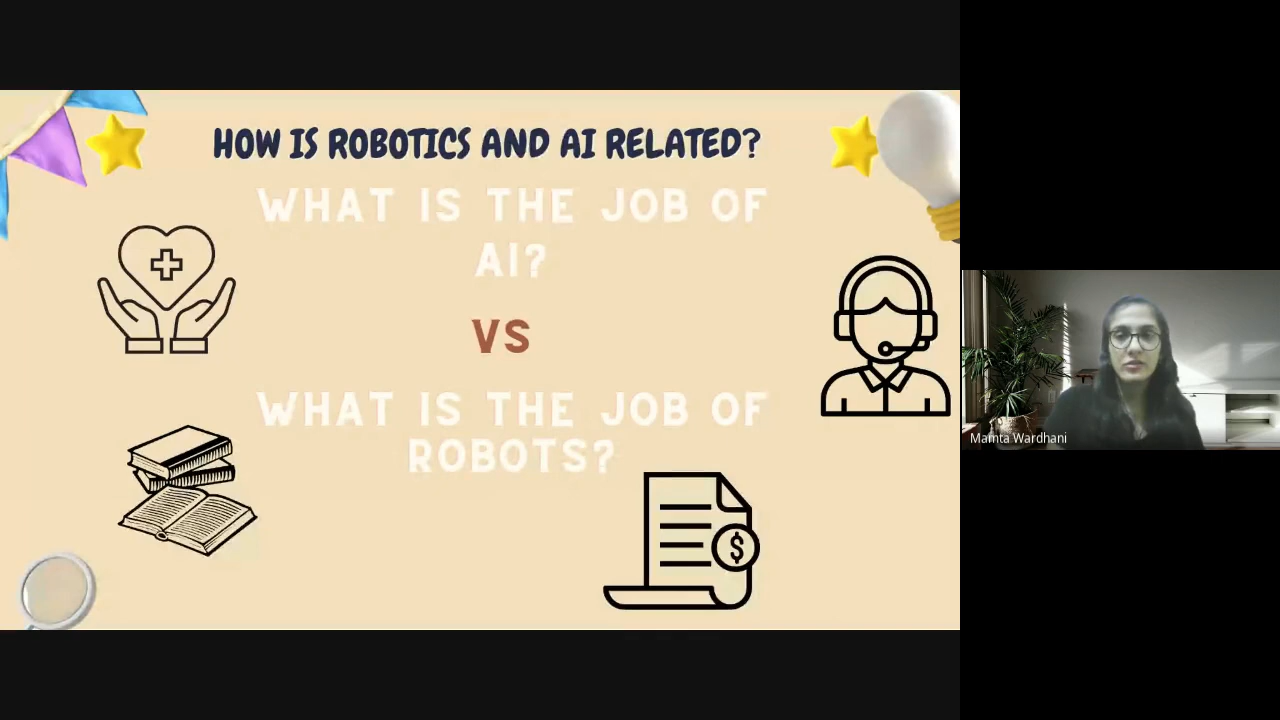 HOW IS ROBOTICS AND AI RELATED?
WHAT IS THE JOB OF
AI?
VS
WHAT IS THE JOB OF
ROBOTS?
$
Mamta Wardhani